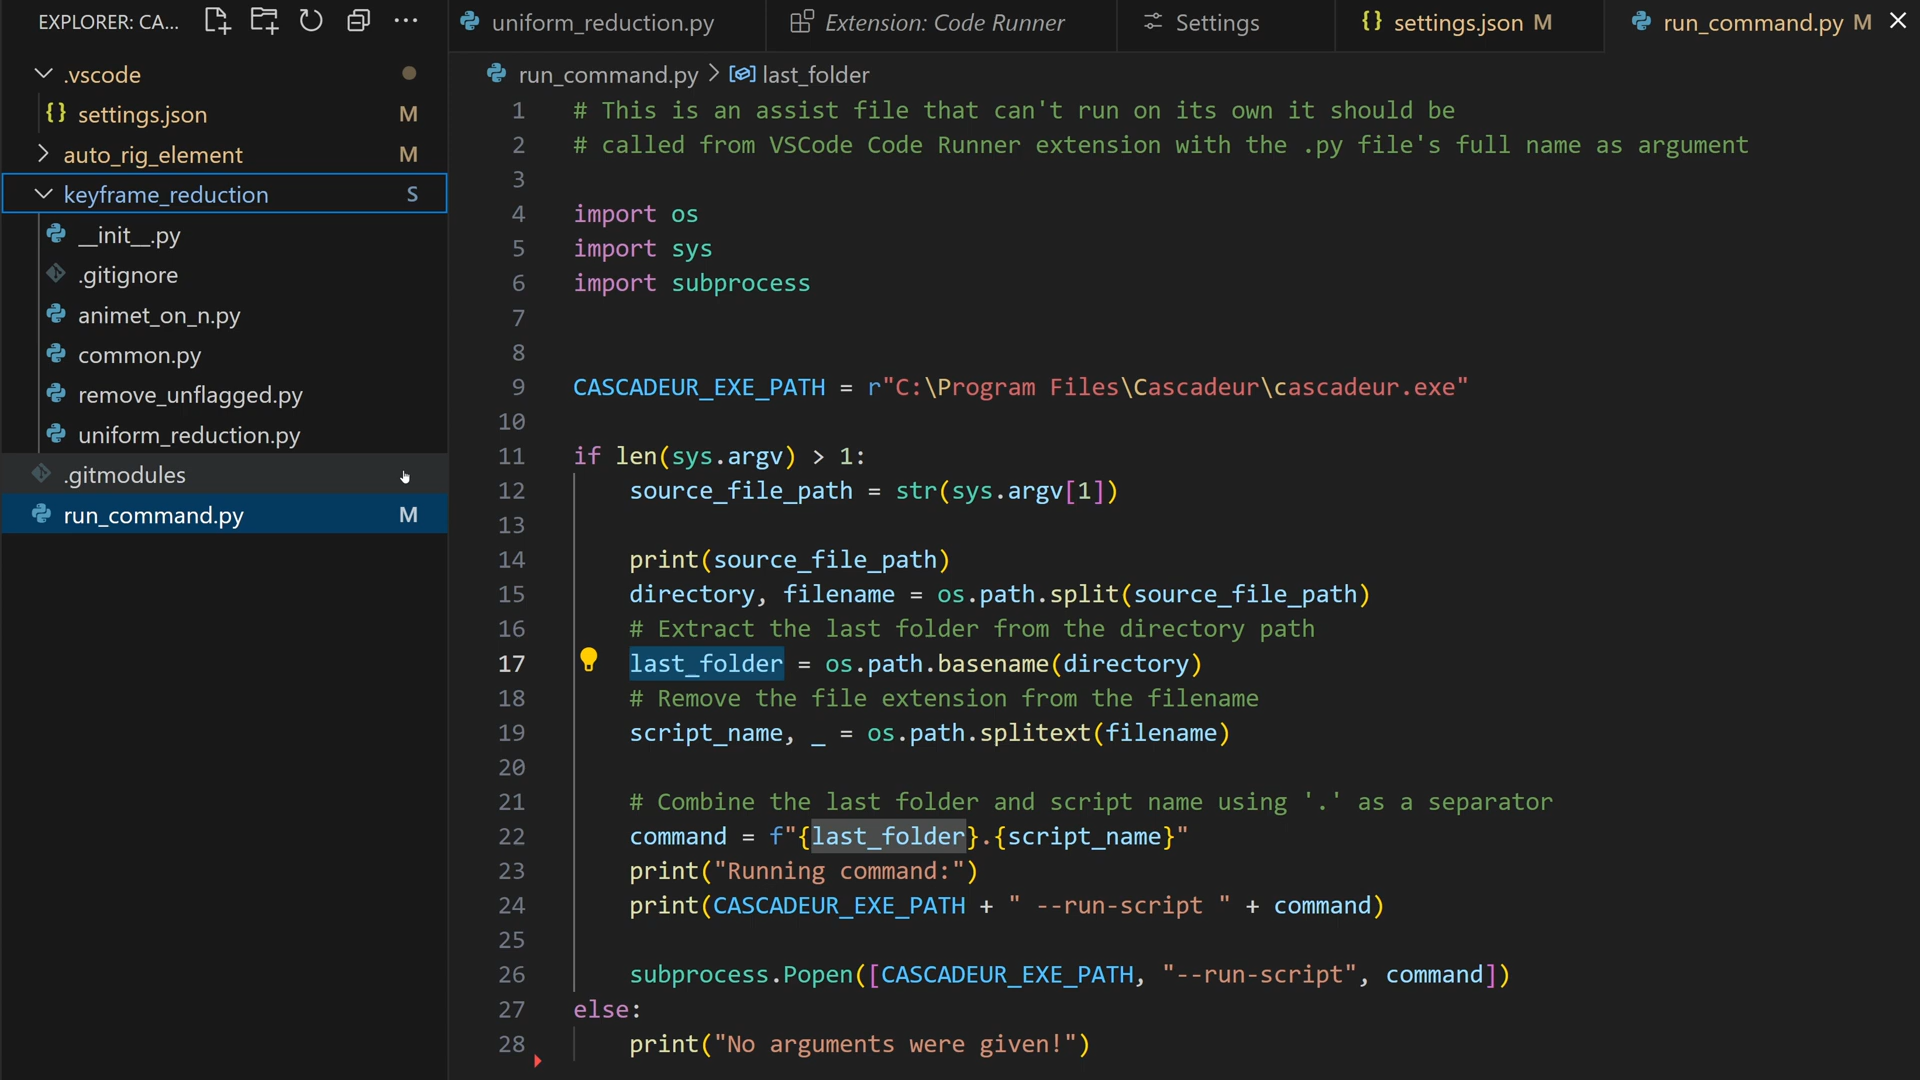 EXPLORER: CA...
.vscode
{} settings.json M
auto_rig_element M
keyframe_reduction S
__init__.py
.gitignore
animet_on_n.py
common.py
remove_unflagged.py
uniform_reduction.py
.gitmodules
run_command.py M
uniform_reduction.py
Extension: Code Runner
Settings
{} settings.json M
run_command.py M
run_command.py > last_folder
1 # This is an assist file that can't run on its own it should be
2 # called from VSCode Code Runner extension with the .py file's full name as argument
3
4 import os
5 import sys
6 import subprocess
7
8
9 CASCADEUR_EXE_PATH = r"C:\Program Files\Cascadeur\cascadeur.exe"
10
11 if len(sys.argv) > 1:
12 source_file_path = str(sys.argv[1])
13
14 print(source_file_path)
15 directory, filename = os.path.split(source_file_path)
16 # Extract the last folder from the directory path
17 last_folder = os.path.basename(directory)
18 # Remove the file extension from the filename
19 script_name, _ = os.path.splitext(filename)
20
21 # Combine the last folder and script name using '.' as a separator
22 command = f"{last_folder}.{script_name}"
23 print("Running command:")
24 print(CASCADEUR_EXE_PATH + " --run-script " + command)
25
26 subprocess.Popen([CASCADEUR_EXE_PATH, "--run-script", command])
27 else:
28 print("No arguments were given!")